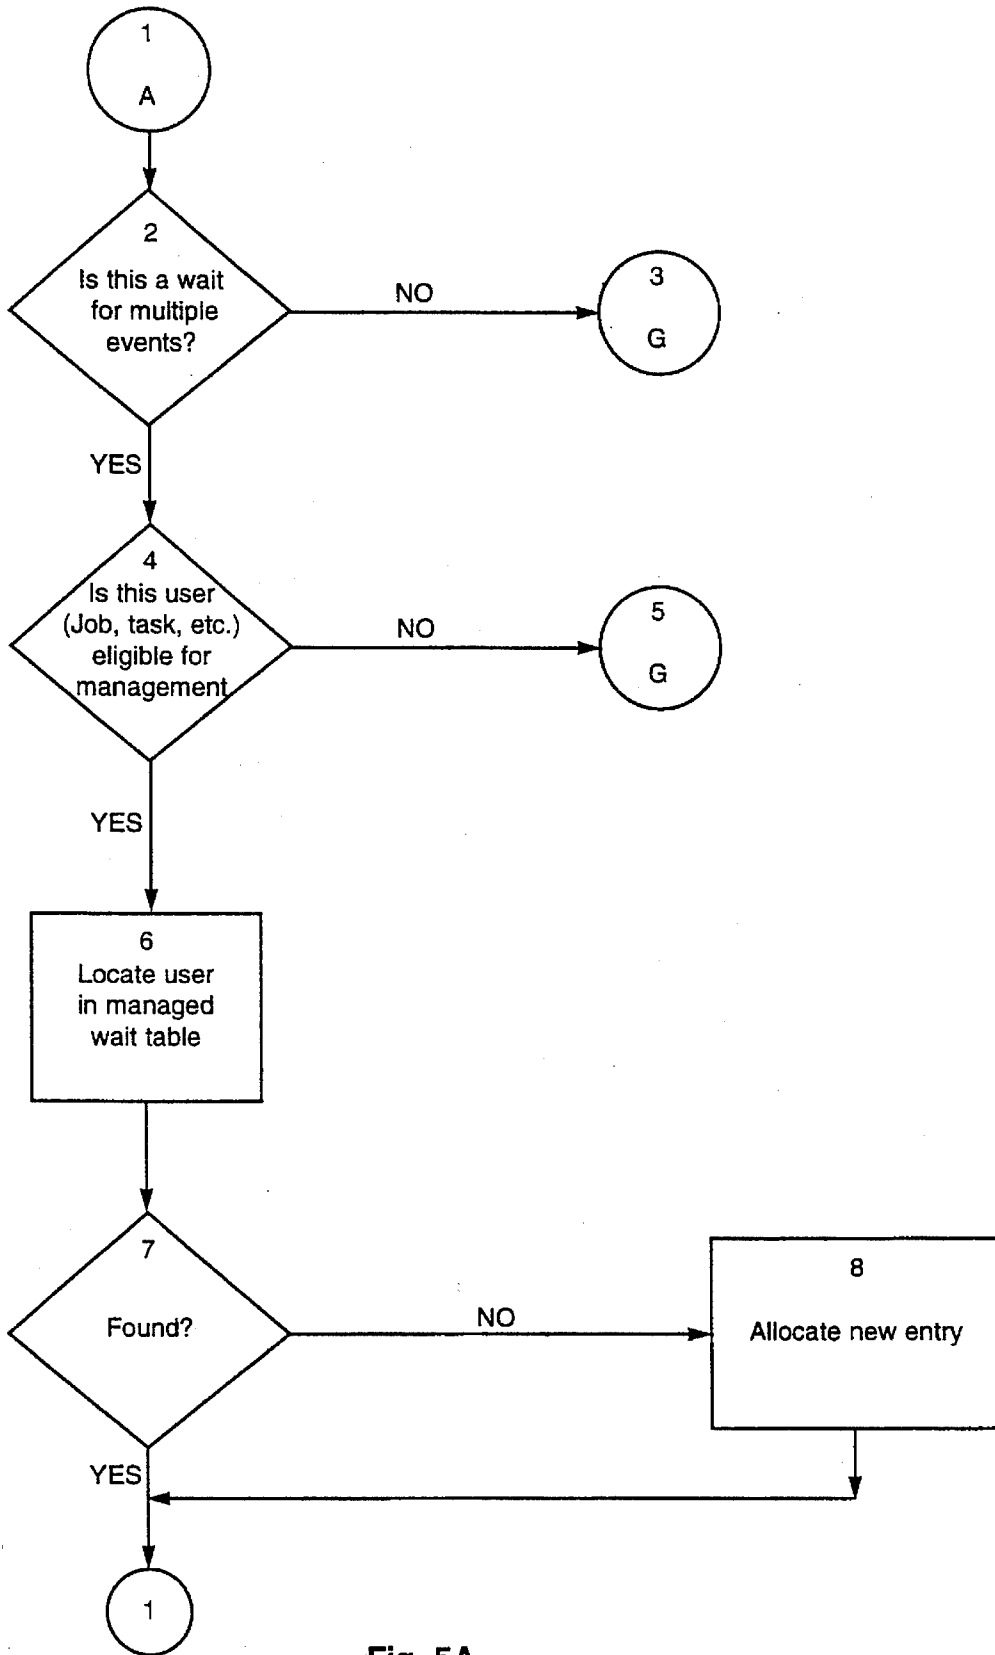 1
A
2
Is this a wait
for multiple
events?
NO
3
G
YES
4
Is this user
(Job, task, etc.)
eligible for
management
NO
5
G
YES
6
Locate user
in managed
wait table
7
Found?
NO
8
Allocate new entry
YES
1
Fig. 5A